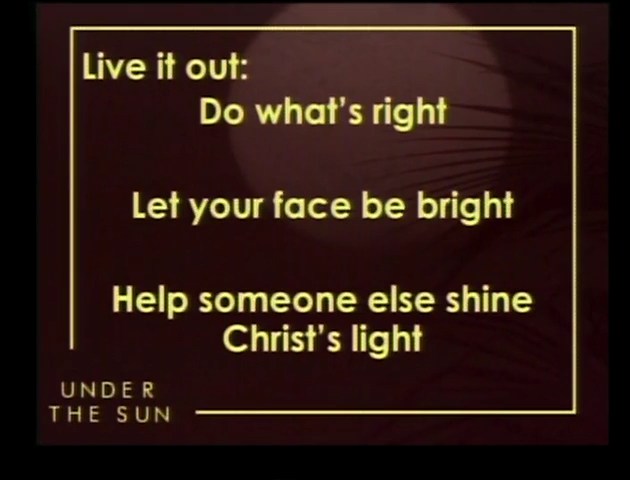 Live it out:
Do what's right
Let your face be bright
Help someone else shine
Christ's light
UNDER
THE SUN